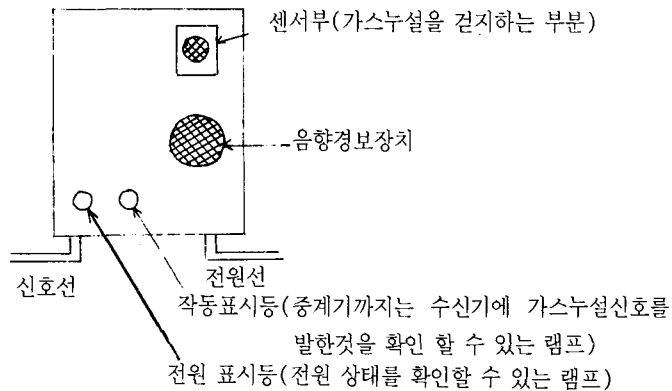 센서부(가스누설을 걷지하는 부분)
음향경보장치
신호선
전원선
작동표시등(중계기까지는 수신기에 가스누설신호를
발한것을 확인 할 수 있는 램프)
전원 표시등(전원 상태를 확인할 수 있는 램프)